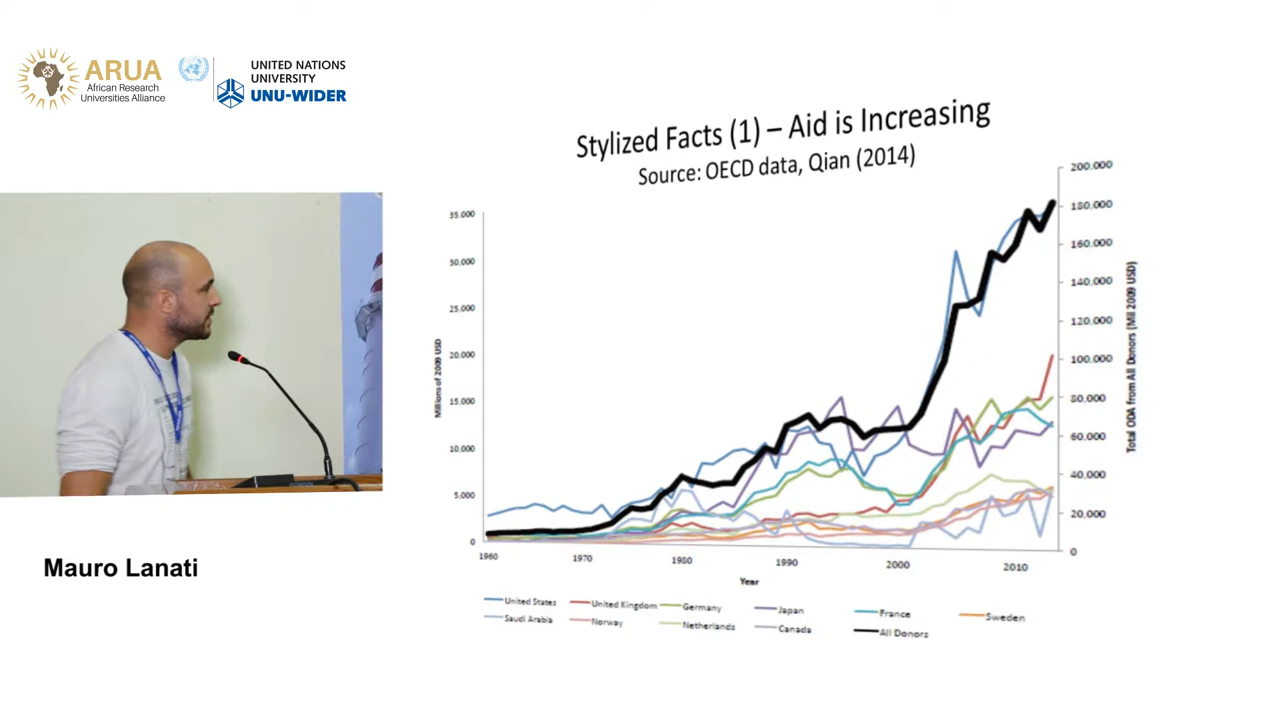 ARUA
African Research
Universities Alliance
UNITED NATIONS
UNIVERSITY
UNU-WIDER
Stylized Facts (1) – Aid is Increasing
Source: OECD data, Qian (2014)
35.000
30.000
25.000
20.000
15.000
10.000
5.000
0
Millions of 2009 USD
200.000
180.000
160.000
140.000
120.000
100.000
80.000
60.000
40.000
20.000
0
Total ODA from All Donors (Mil 2009 USD)
1960 1970 1980 1990 2000 2010
Year
United States United Kingdom Germany Japan France Sweden
Saudi Arabia Norway Netherlands Canada All Donors
Mauro Lanati